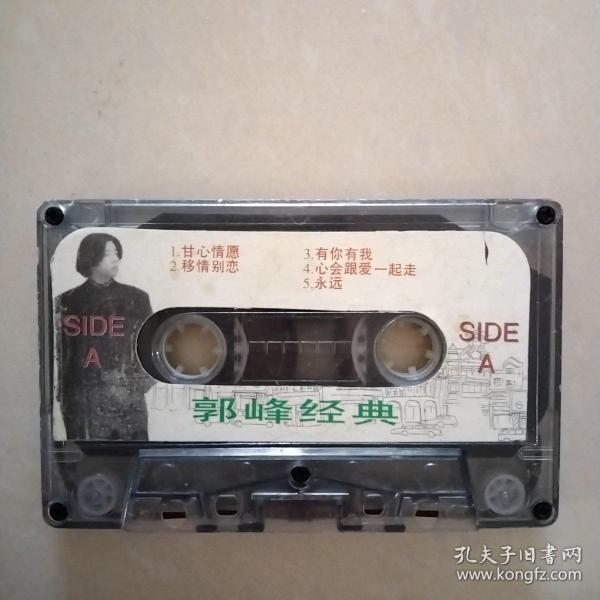 1.甘心情愿
2.移情别恋
3.有你有我
4.心会跟爱一起走
5.永远
SIDE A
SIDE A
郭峰经典
孔夫子旧书网
www.kongfz.com